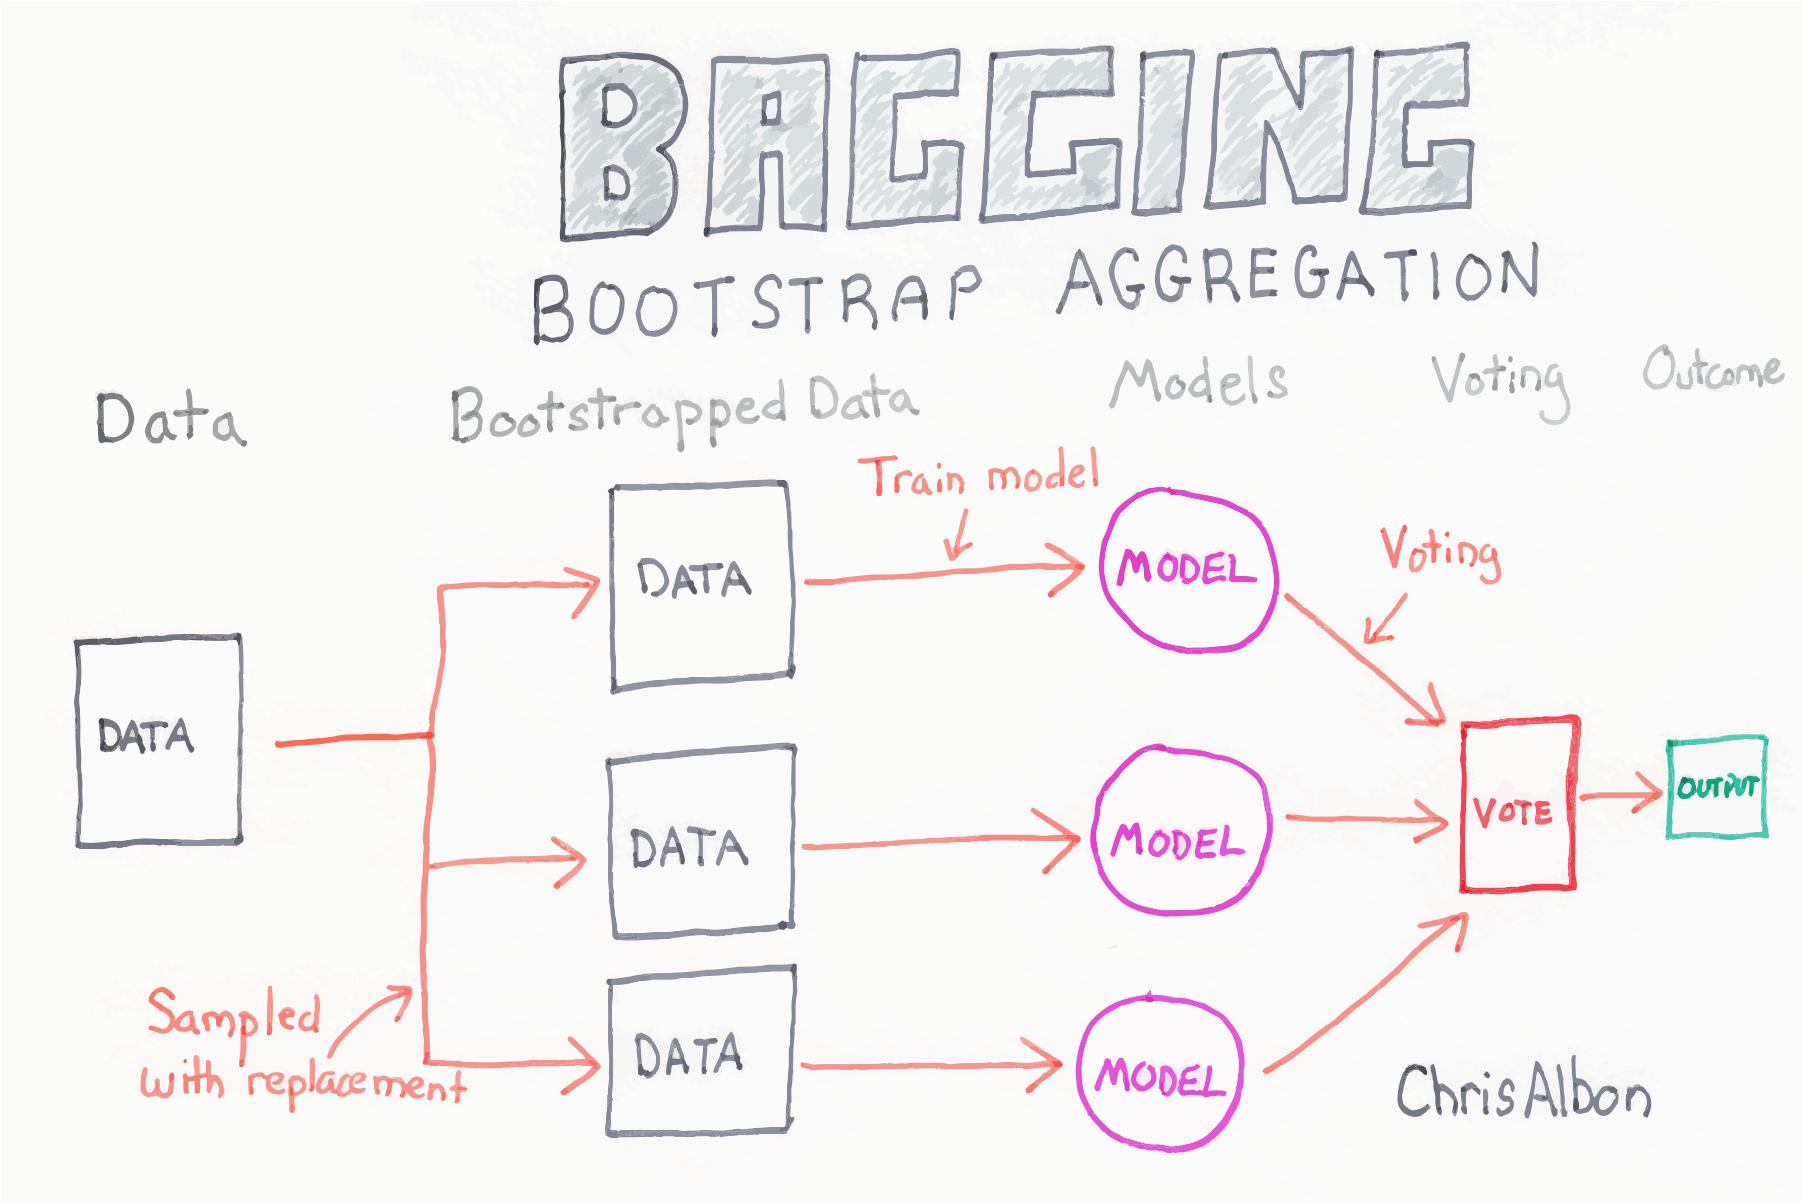 BAGGING
BOOTSTRAP AGGREGATION
Data
Bootstrapped Data
Models
Voting
Outcome
Train model
Voting
DATA
DATA
MODEL
DATA
MODEL
VOTE
OUTPUT
Sampled
with replacement
DATA
MODEL
Chris Albon